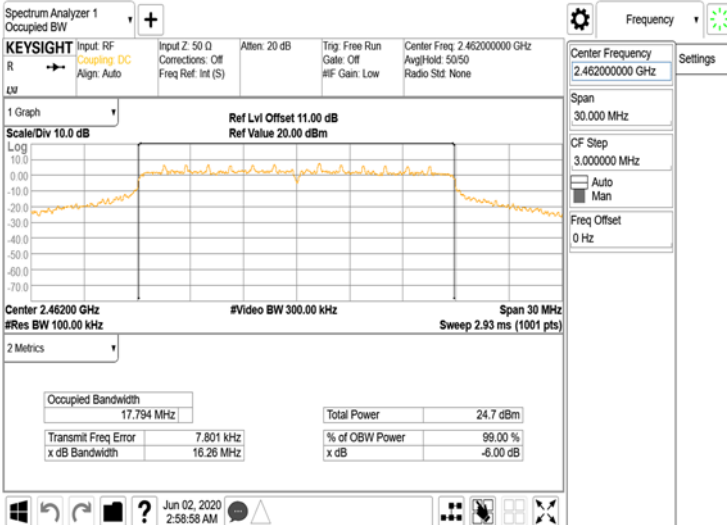 Spectrum Analyzer 1
Occupied BW
+
Frequency
KEYSIGHT
R
Input: RF
Coupling: DC
Align: Auto
Input Z: 50 Ω
Corrections: Off
Freq Ref: Int (S)
Atten: 20 dB
Trig: Free Run
Gate: Off
#IF Gain: Low
Center Freq: 2.462000000 GHz
Avg|Hold: 50/50
Radio Std: None
1 Graph
Scale/Div 10.0 dB
Ref Lvl Offset 11.00 dB
Ref Value 20.00 dBm
Log
10.0
0.00
-10.0
-20.0
-30.0
-40.0
-50.0
-60.0
-70.0
Center 2.46200 GHz
#Res BW 100.00 kHz
#Video BW 300.00 kHz
Span 30 MHz
Sweep 2.93 ms (1001 pts)
2 Metrics
Occupied Bandwidth
17.794 MHz
Transmit Freq Error 7.801 kHz
x dB Bandwidth 16.26 MHz
Total Power 24.7 dBm
% of OBW Power 99.00 %
x dB -6.00 dB
Center Frequency
2.462000000 GHz
Settings
Span
30.000 MHz
CF Step
3.000000 MHz
Auto
Man
Freq Offset
0 Hz
?
Jun 02, 2020
2:58:58 AM